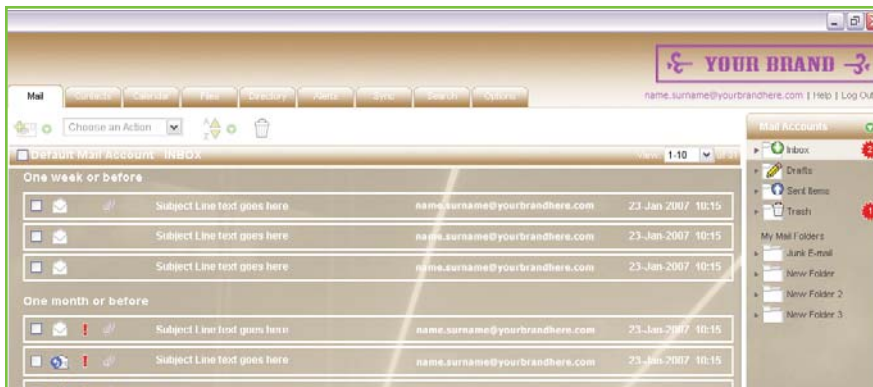 YOUR BRAND
Mail Contacts Calendar Files Directory Alerts Sync Search Options
name.surname@yourbrandhere.com | Help | Log Out
Choose an Action
Mail Accounts
Default Mail Account INBOX View 1-10 of 21
Inbox 2
One week or before
Drafts
Sent Items
Subject Line text goes here name.surname@yourbrandhere.com 23-Jan-2007 10:15
Trash 1
Subject Line text goes here name.surname@yourbrandhere.com 23-Jan-2007 10:15
My Mail Folders
Junk E-mail
Subject Line text goes here name.surname@yourbrandhere.com 23-Jan-2007 10:15
New Folder
New Folder 2
One month or before
New Folder 3
Subject Line text goes here name.surname@yourbrandhere.com 23-Jan-2007 10:15
Subject Line text goes here name.surname@yourbrandhere.com 23-Jan-2007 10:15